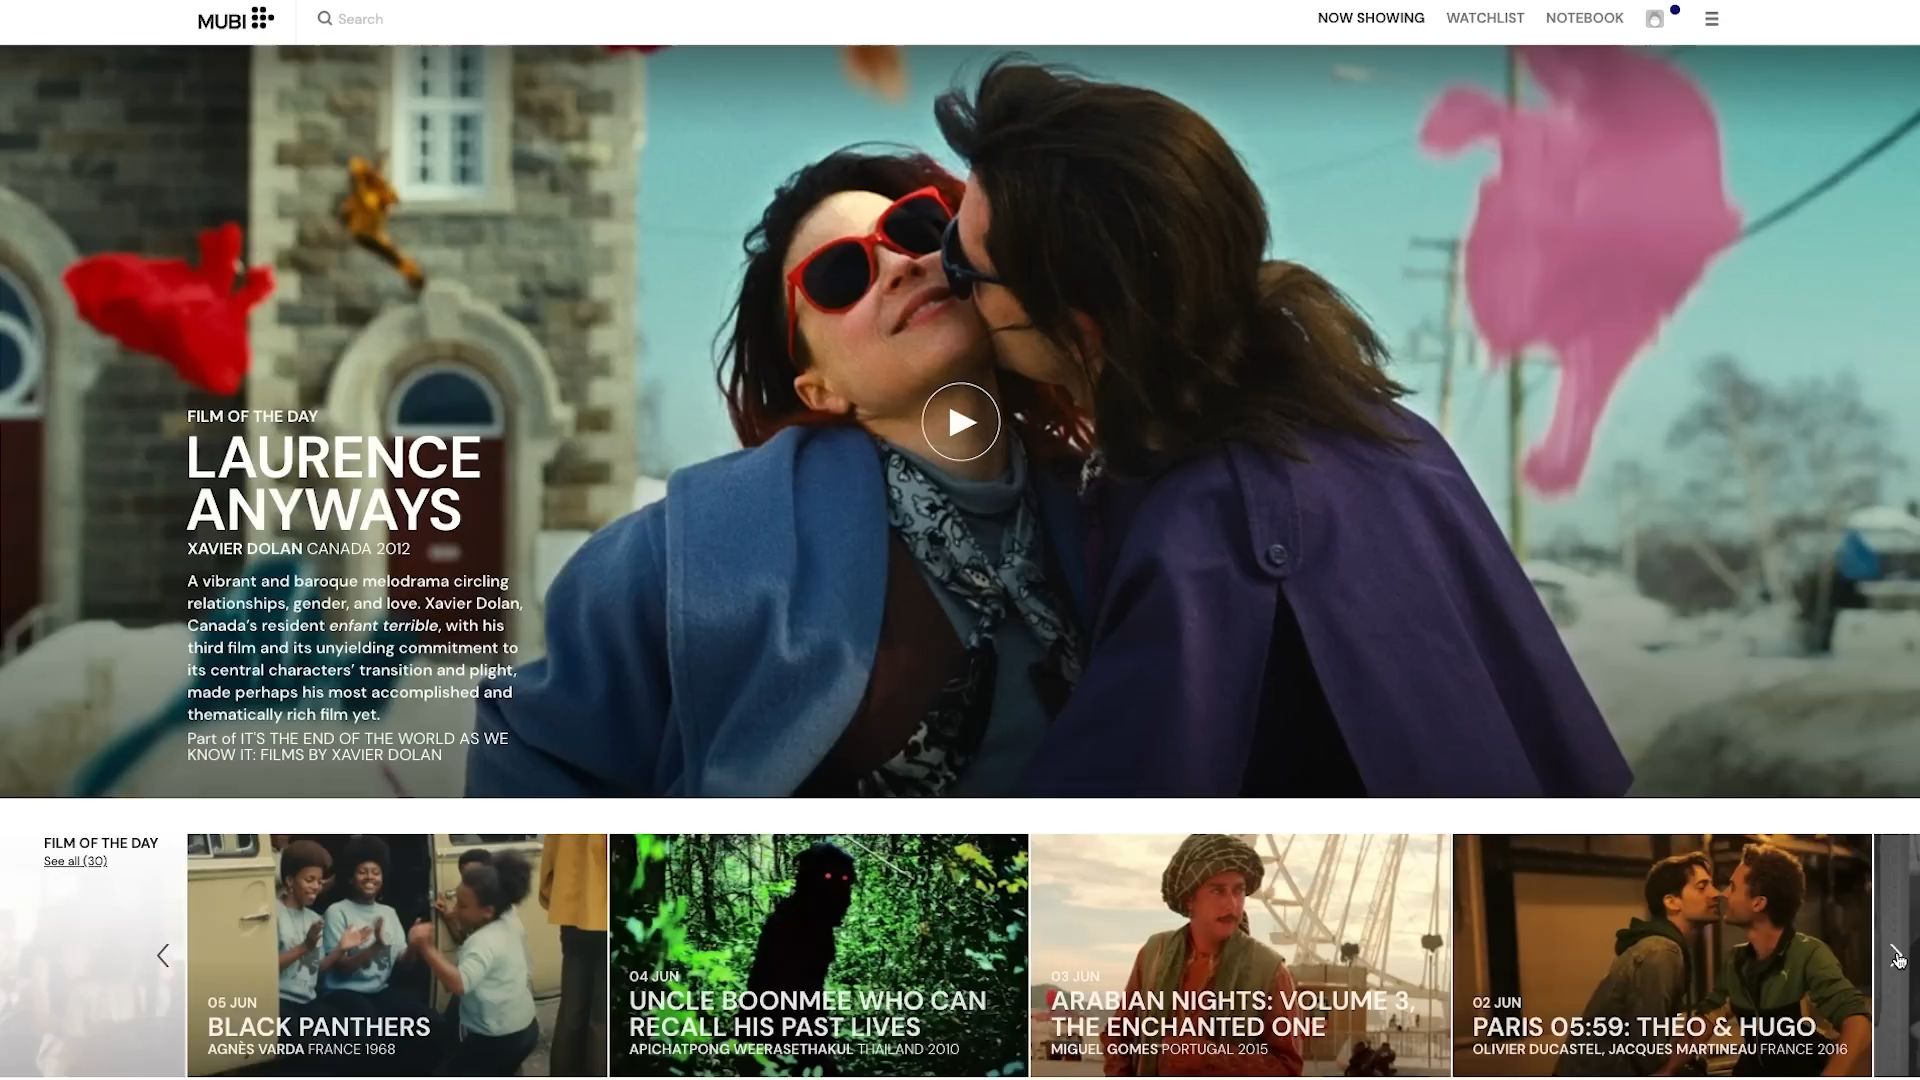 MUBI
Search
NOW SHOWING
WATCHLIST
NOTEBOOK
FILM OF THE DAY
LAURENCE
ANYWAYS
XAVIER DOLAN CANADA 2012
A vibrant and baroque melodrama circling
relationships, gender, and love. Xavier Dolan,
Canada’s resident enfant terrible, with his
third film and its unyielding commitment to
its central characters’ transition and plight,
made perhaps his most accomplished and
thematically rich film yet.
Part of IT'S THE END OF THE WORLD AS WE
KNOW IT: FILMS BY XAVIER DOLAN
FILM OF THE DAY
See all (30)
05 JUN
BLACK PANTHERS
AGNÈS VARDA FRANCE 1968
04 JUN
UNCLE BOONMEE WHO CAN
RECALL HIS PAST LIVES
APICHATPONG WEERASETHAKUL THAILAND 2010
03 JUN
ARABIAN NIGHTS: VOLUME 3,
THE ENCHANTED ONE
MIGUEL GOMES PORTUGAL 2015
02 JUN
PARIS 05:59: THÉO & HUGO
OLIVIER DUCASTEL, JACQUES MARTINEAU FRANCE 2016